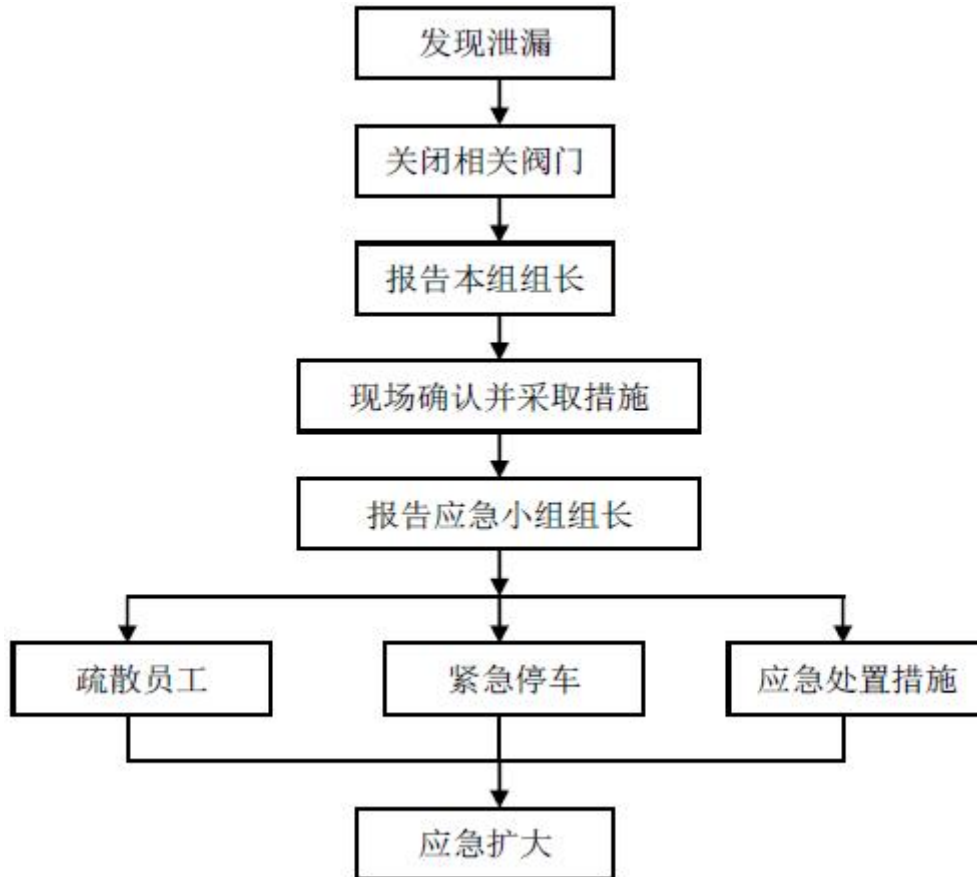 发现泄漏
关闭相关阀门
报告本组组长
现场确认并采取措施
报告应急小组组长
疏散员工
紧急停车
应急处置措施
应急扩大